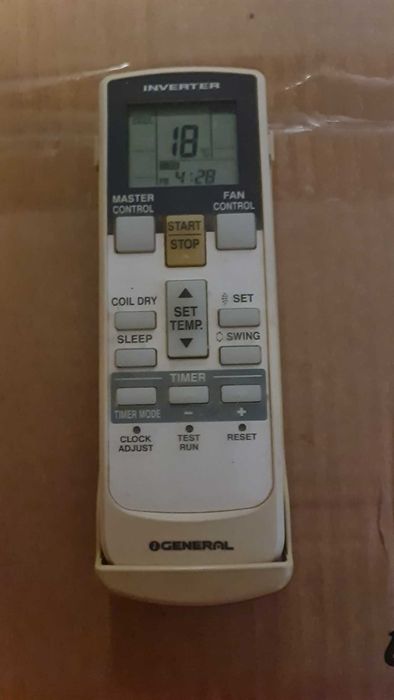 INVERTER
18°C
PM 4:28
MASTER CONTROL
FAN CONTROL
START
STOP
COIL DRY
SET TEMP.
SET
SLEEP
SWING
TIMER
TIMER MODE
-
+
CLOCK ADJUST
TEST RUN
RESET
GENERAL